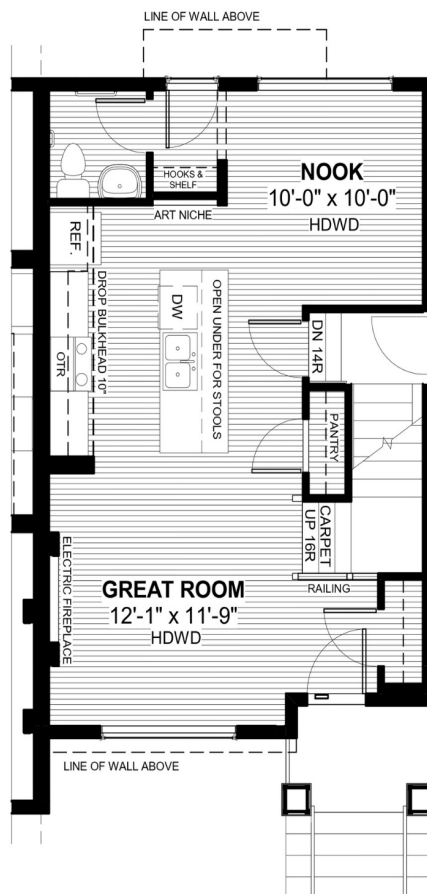 LINE OF WALL ABOVE
HOOKS &
SHELF
NOOK
10'-0" x 10'-0"
HDWD
ART NICHE
REF.
DROP BULKHEAD 10"
DW
OPEN UNDER FOR STOOLS
OTR
DN 14R
PANTRY
N
CARPET
UP 16R
RAILING
ELECTRIC FIREPLACE
GREAT ROOM
12'-1" x 11'-9"
HDWD
LINE OF WALL ABOVE